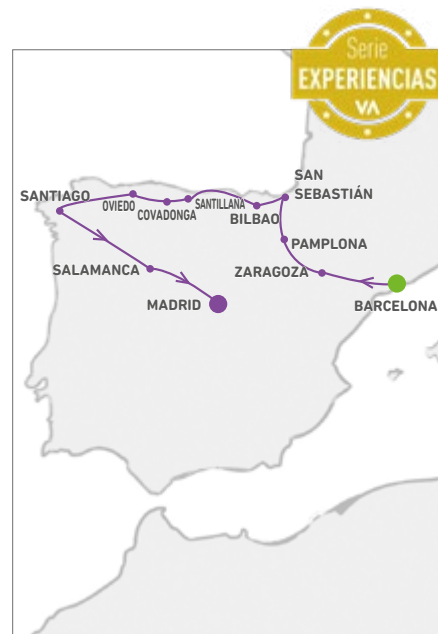 Serie
EXPERIENCIAS
VA
SAN
SEBASTIÁN
SANTIAGO
OVIEDO
COVADONGA
SANTILLANA
BILBAO
PAMPLONA
SALAMANCA
ZARAGOZA
MADRID
BARCELONA